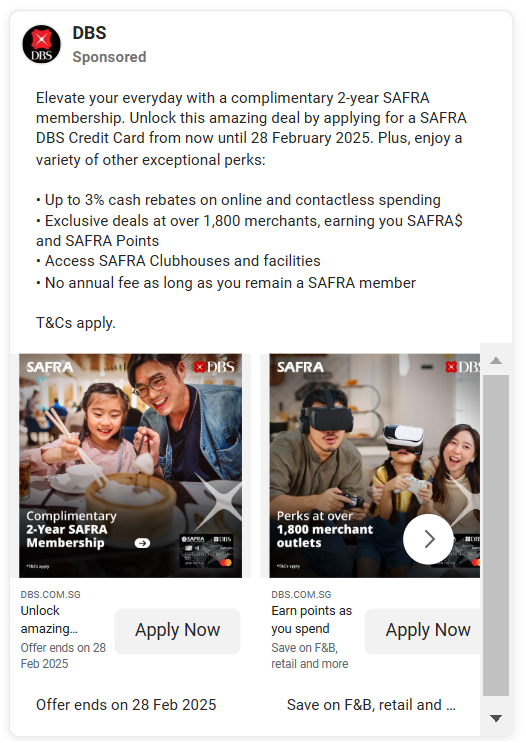 DBS
DBS
Sponsored
Elevate your everyday with a complimentary 2-year SAFRA
membership. Unlock this amazing deal by applying for a SAFRA
DBS Credit Card from now until 28 February 2025. Plus, enjoy a
variety of other exceptional perks:
• Up to 3% cash rebates on online and contactless spending
• Exclusive deals at over 1,800 merchants, earning you SAFRA$
and SAFRA Points
• Access SAFRA Clubhouses and facilities
• No annual fee as long as you remain a SAFRA member
T&Cs apply.
SAFRA
DBS
Complimentary
2-Year SAFRA
Membership
SAFRA
DBS
*T&Cs apply
SAFRA
DB
Perks at over
1,800 merchant
outlets
*T&Cs apply
DBS.COM.SG
Unlock
amazing...
Offer ends on 28
Feb 2025
Apply Now
DBS.COM.SG
Earn points as
you spend
Save on F&B,
retail and more
Apply Now
Offer ends on 28 Feb 2025
Save on F&B, retail and ...